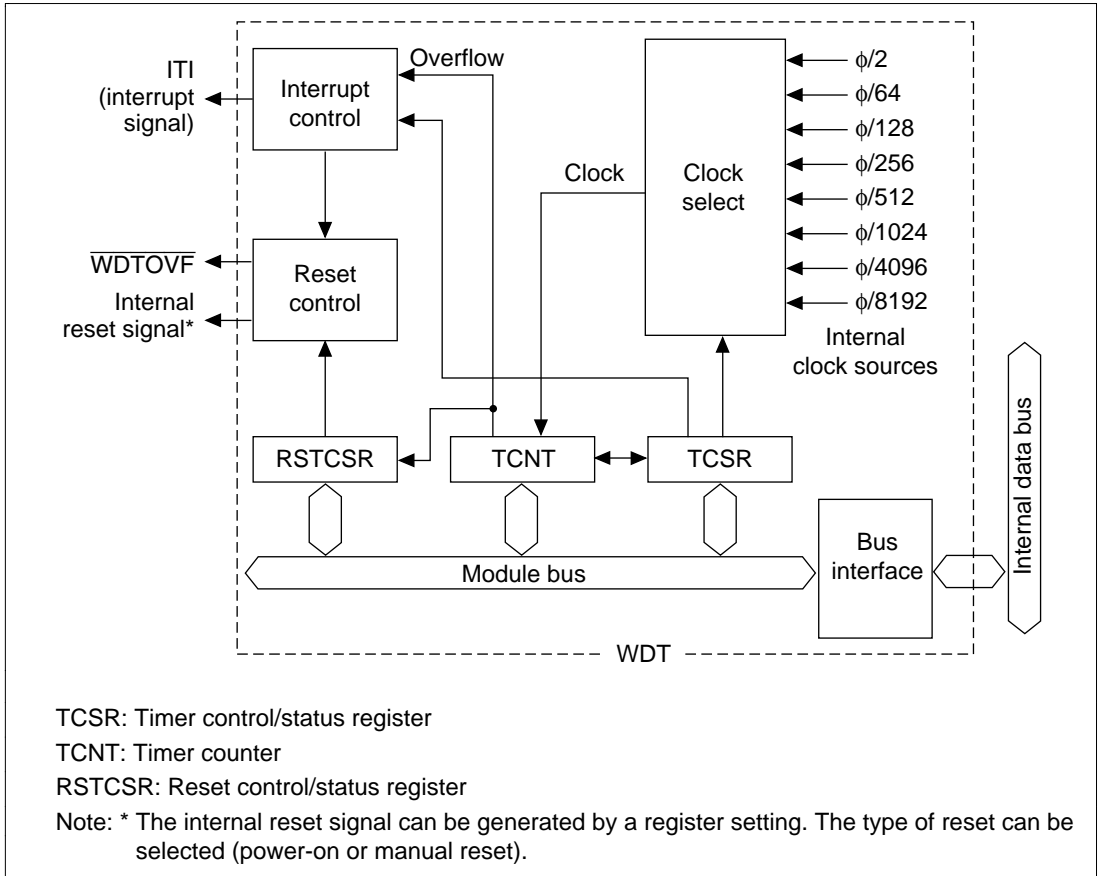 ITI
(interrupt
signal)
Interrupt
control
Overflow
Clock
Clock
select
ϕ/2
ϕ/64
ϕ/128
ϕ/256
ϕ/512
ϕ/1024
ϕ/4096
ϕ/8192
Internal
clock sources
WDTOVF
Internal
reset signal*
Reset
control
RSTCSR
TCNT
TCSR
Module bus
Bus
interface
Internal data bus
WDT
TCSR: Timer control/status register
TCNT: Timer counter
RSTCSR: Reset control/status register
Note: * The internal reset signal can be generated by a register setting. The type of reset can be
selected (power-on or manual reset).